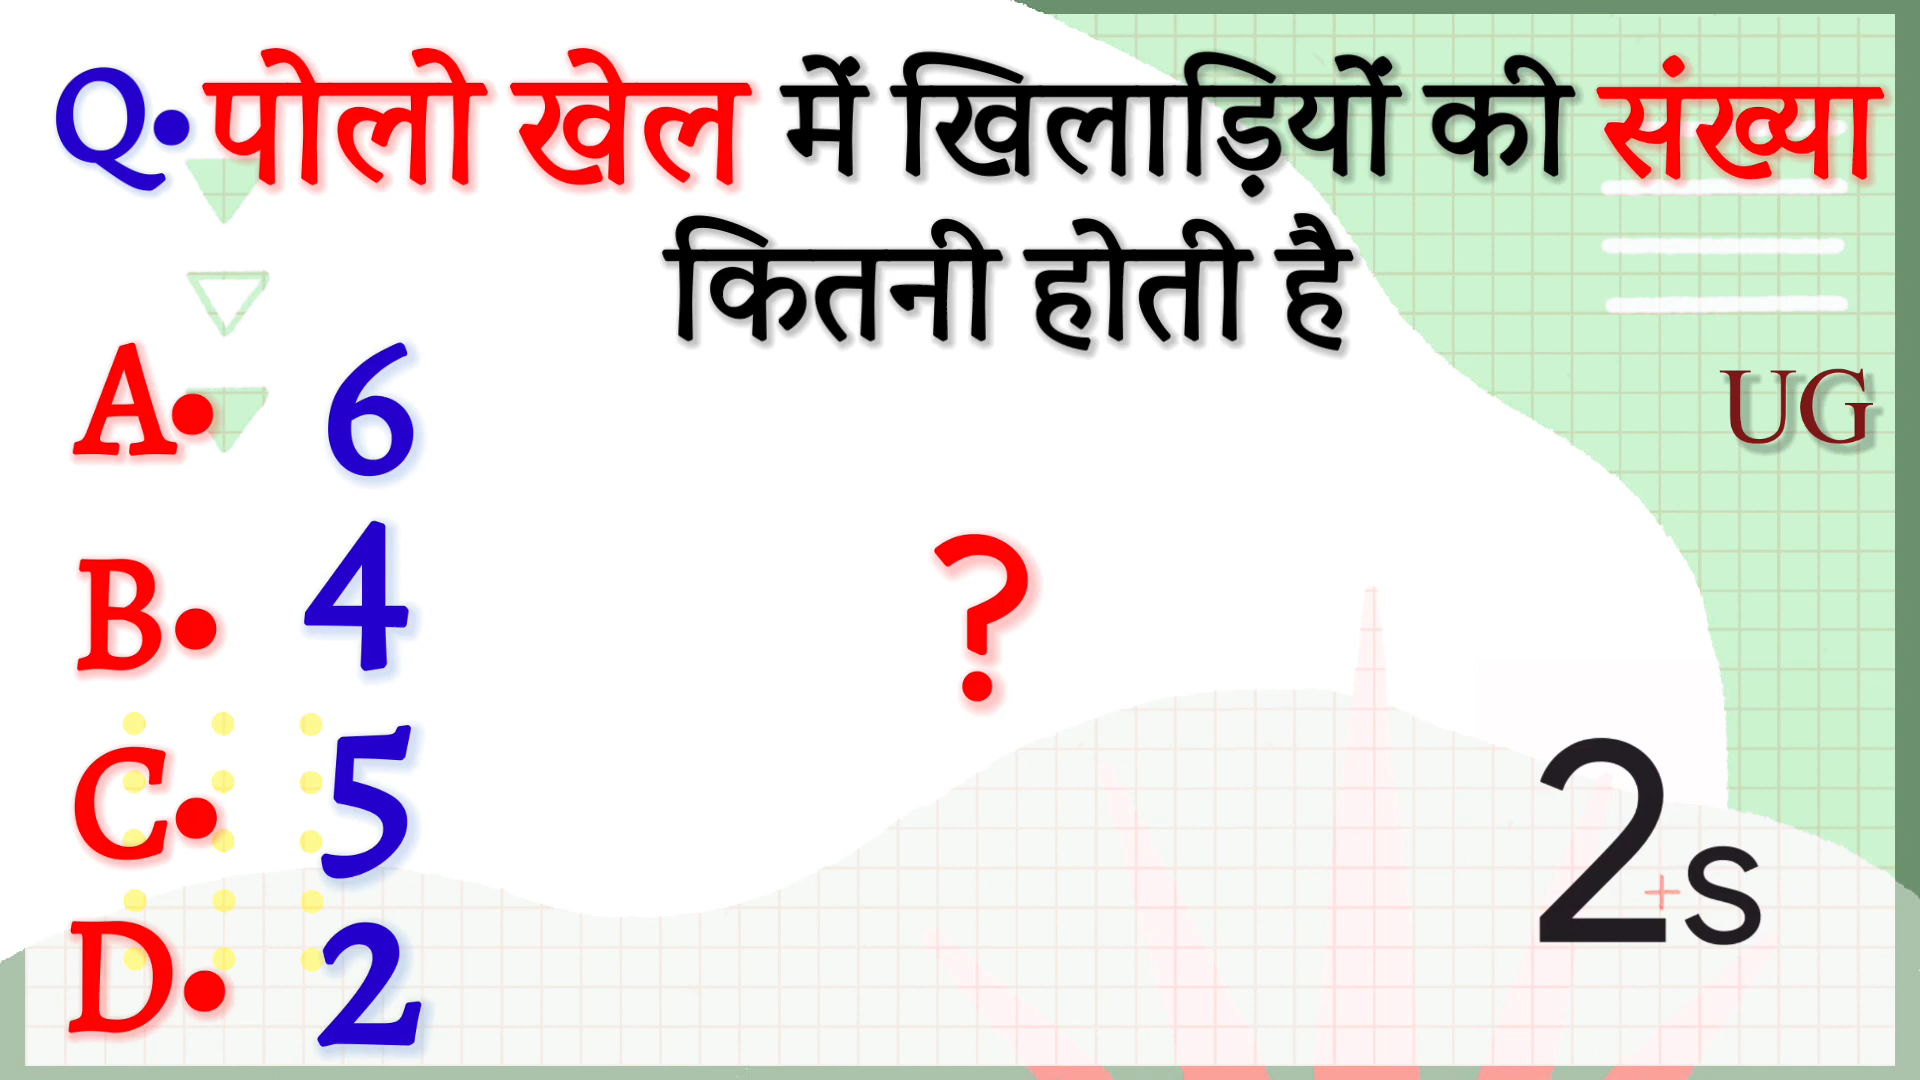 Q• पोलो खेल में खिलाड़ियों की संख्या
कितनी होती है
UG
A• 6
B• 4
?
C• 5
2s
D• 2